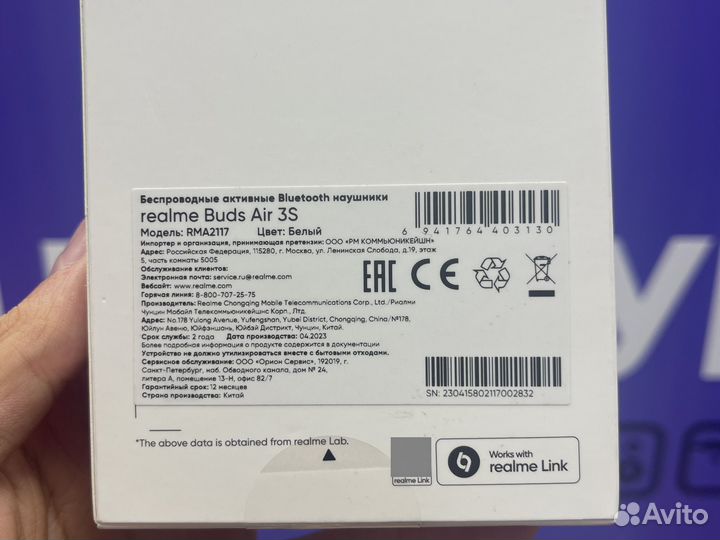 Беспроводные активные Bluetooth наушники
realme Buds Air 3S
Модель: RMA2117 Цвет: Белый
6 941764 403130
Импортер и организация, принимающая претензии: ООО «РМ КОММЬЮНИКЕЙШН»
Адрес: Российская Федерация, 115280, г. Москва, ул. Ленинская Слобода, д.19, этаж
5, часть комнаты 5005
Обслуживание клиентов:
Электронная почта: service.ru@realme.com
Вебсайт: www.realme.com
Горячая линия: 8-800-707-25-75
Производитель: Realme Chongqing Mobile Telecommunications Corp., Ltd./Риалми
Чунцин Мобайл Телекоммьюникейшнс Корп., Лтд.
Адрес: No.178 Yulong Avenue, Yufengshan, Yubei District, Chongqing, China/№178,
Юйлун Авеню, Юйфаншань, Юйбэй Дистрикт, Чунцин, Китай.
Срок службы: 2 года Дата производства: 04.2023
Более подробная информация о продукте содержится в документации
Устройство не должно утилизироваться вместе с бытовыми отходами.
Сервисное обслуживание: ООО «Орион Сервис», 192019, г.
Санкт-Петербург, наб. Обводного канала, дом № 24,
литера А, помещение 13-Н, офис 82/7
Гарантийный срок: 12 месяцев
Страна производства: Китай
EAC CE
SN: 230415802117002832
*The above data is obtained from realme Lab.
realme Link
Works with
realme Link
Avito